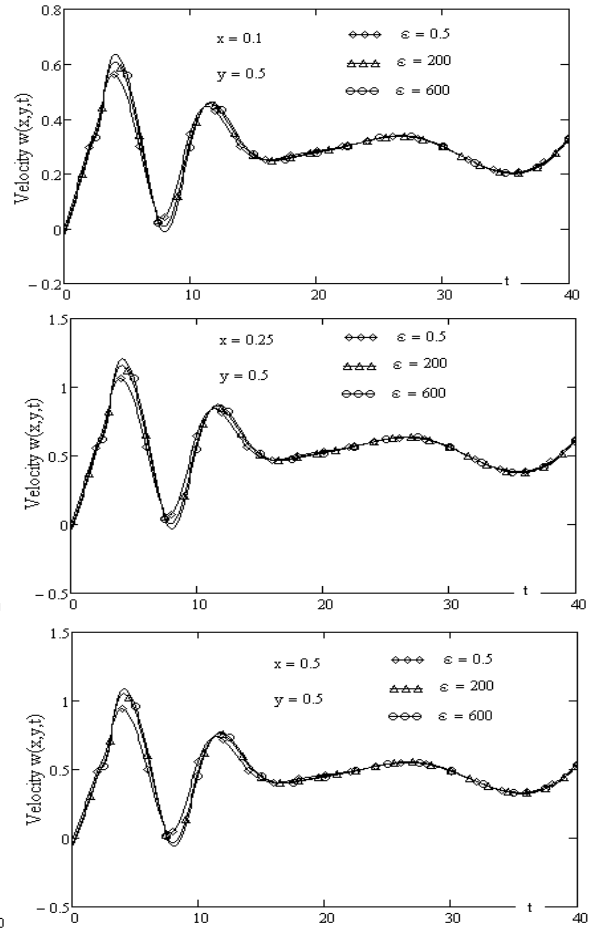 0.8
x = 0.1
ε = 0.5
y = 0.5
ε = 200
ε = 600
0.6
0.4
0.2
0
− 0.2
Velocity w(x,y,t)
t
0
10
20
30
40
1.5
x = 0.25
ε = 0.5
y = 0.5
ε = 200
ε = 600
1
0.5
0
− 0.5
Velocity w(x,y,t)
t
0
10
20
30
40
1.5
x = 0.5
ε = 0.5
y = 0.5
ε = 200
ε = 600
1
0.5
0
− 0.5
Velocity w(x,y,t)
t
0
10
20
30
40